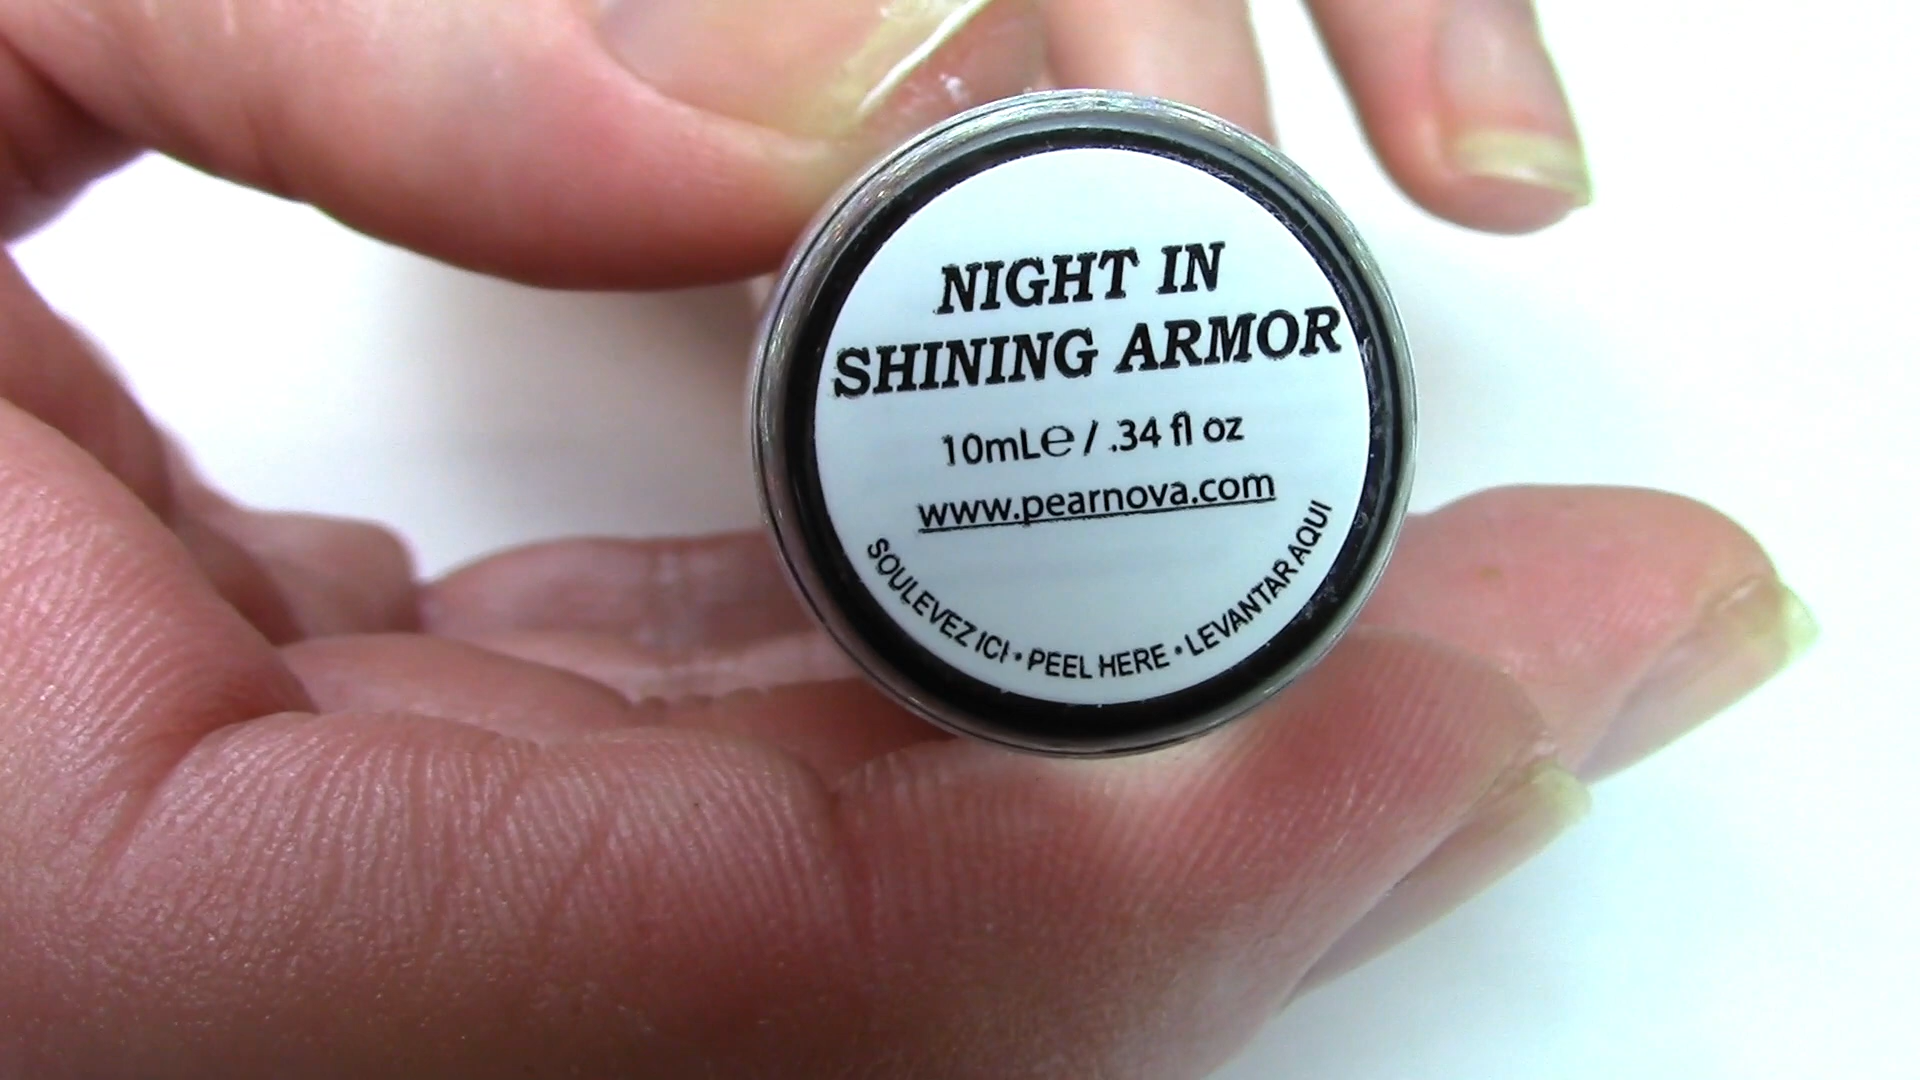 NIGHT IN
SHINING ARMOR
10mL℮ / .34 fl oz
www.pearnova.com
SOULEVEZ ICI • PEEL HERE • LEVANTAR AQUI